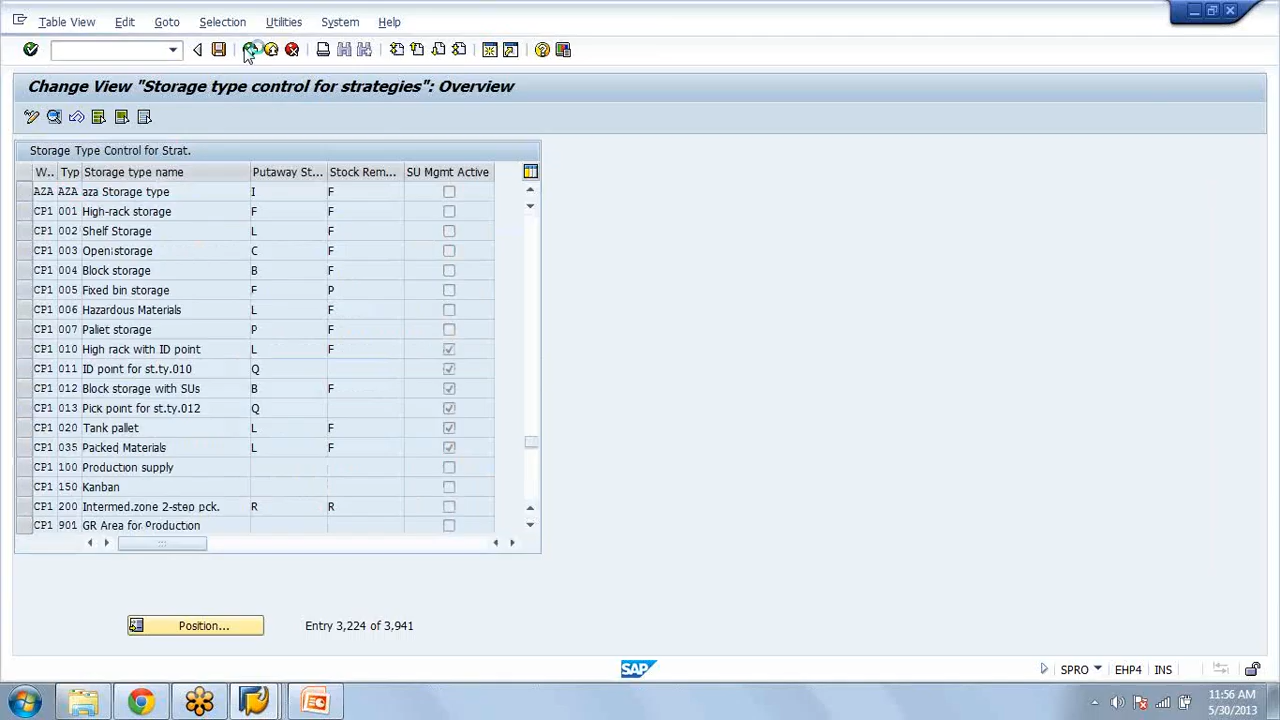 Table View Edit Goto Selection Utilities System Help
Change View "Storage type control for strategies": Overview
Storage Type Control for Strat.
W.. Typ Storage type name Putaway St... Stock Rem... SU Mgmt Active
AZA AZA aza Storage type I F
CP1 001 High-rack storage F F
CP1 002 Shelf Storage L F
CP1 003 Open storage C F
CP1 004 Block storage B F
CP1 005 Fixed bin storage F P
CP1 006 Hazardous Materials L F
CP1 007 Pallet storage P F
CP1 010 High rack with ID point L F
CP1 011 ID point for st.ty.010 Q
CP1 012 Block storage with SUs B F
CP1 013 Pick point for st.ty.012 Q
CP1 020 Tank pallet L F
CP1 035 Packed Materials L F
CP1 100 Production supply
CP1 150 Kanban
CP1 200 Intermed.zone 2-step pck. R R
CP1 901 GR Area for Production
Position... Entry 3,224 of 3,941
SAP SPRO EHP4 INS
11:56 AM
5/30/2013